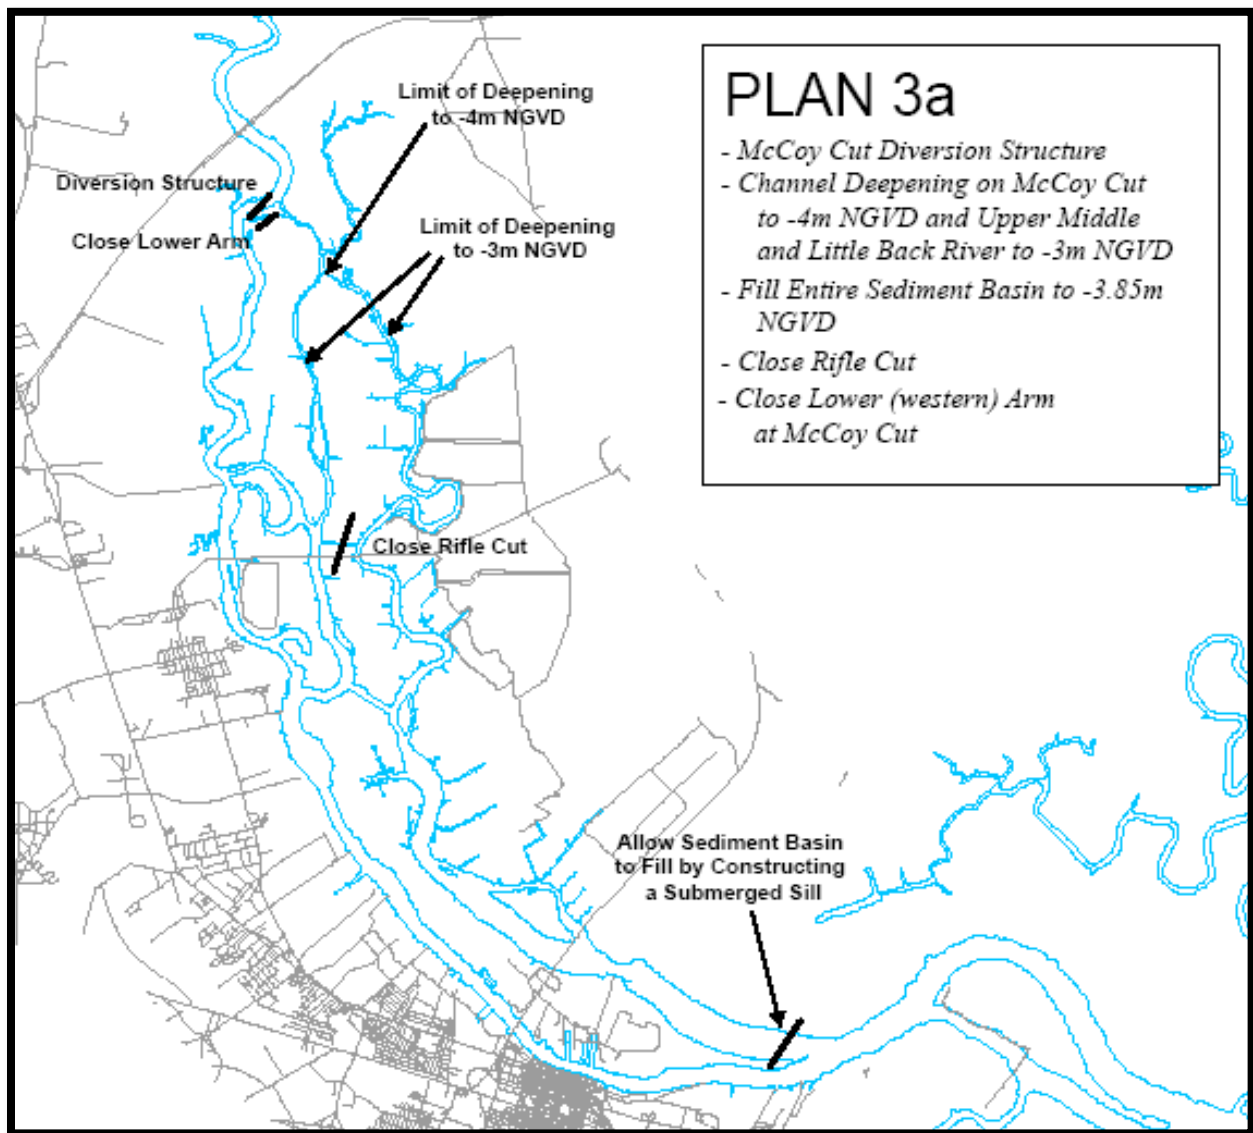 PLAN 3a
- McCoy Cut Diversion Structure
- Channel Deepening on McCoy Cut
to -4m NGVD and Upper Middle
and Little Back River to -3m NGVD
- Fill Entire Sediment Basin to -3.85m
NGVD
- Close Rifle Cut
- Close Lower (western) Arm
at McCoy Cut
Limit of Deepening
to -4m NGVD
Diversion Structure
Close Lower Arm
Limit of Deepening
to -3m NGVD
Close Rifle Cut
Allow Sediment Basin
to Fill by Constructing
a Submerged Sill